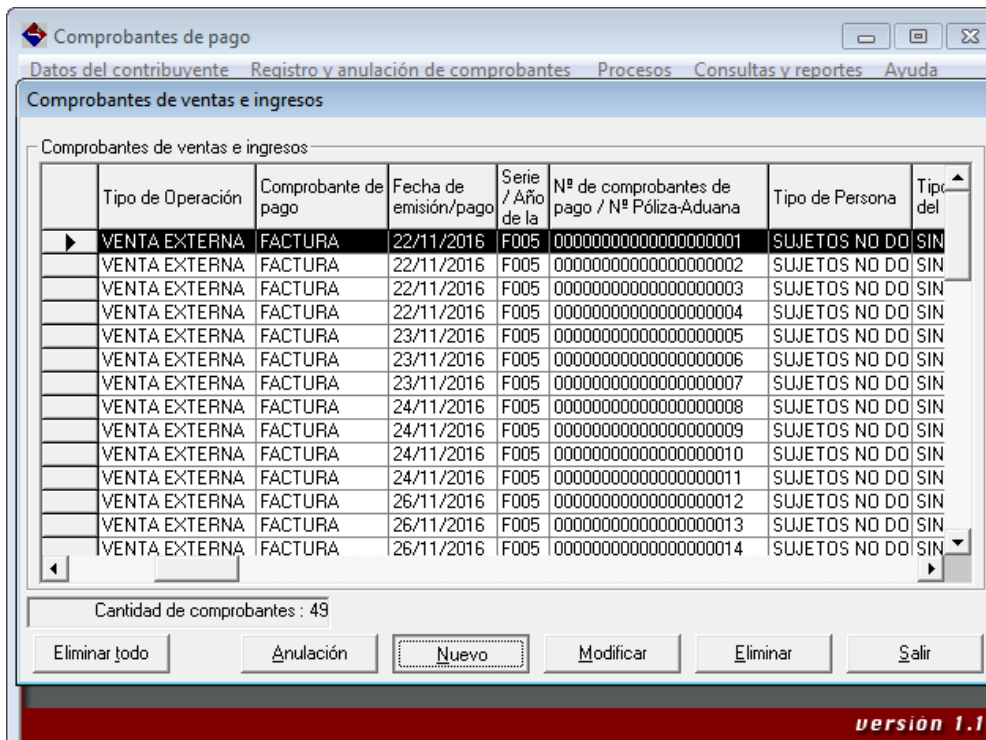 Comprobantes de pago
Datos del contribuyente Registro y anulación de comprobantes Procesos Consultas y reportes Ayuda
Comprobantes de ventas e ingresos
Comprobantes de ventas e ingresos
Tipo de Operación Comprobante de pago Fecha de emisión/pago Serie / Año de la Nº de comprobantes de pago / Nº Póliza-Aduana Tipo de Persona Tipo del
VENTA EXTERNA FACTURA 22/11/2016 F005 00000000000000000001 SUJETOS NO DO SIN
VENTA EXTERNA FACTURA 22/11/2016 F005 00000000000000000002 SUJETOS NO DO SIN
VENTA EXTERNA FACTURA 22/11/2016 F005 00000000000000000003 SUJETOS NO DO SIN
VENTA EXTERNA FACTURA 22/11/2016 F005 00000000000000000004 SUJETOS NO DO SIN
VENTA EXTERNA FACTURA 23/11/2016 F005 00000000000000000005 SUJETOS NO DO SIN
VENTA EXTERNA FACTURA 23/11/2016 F005 00000000000000000006 SUJETOS NO DO SIN
VENTA EXTERNA FACTURA 23/11/2016 F005 00000000000000000007 SUJETOS NO DO SIN
VENTA EXTERNA FACTURA 24/11/2016 F005 00000000000000000008 SUJETOS NO DO SIN
VENTA EXTERNA FACTURA 24/11/2016 F005 00000000000000000009 SUJETOS NO DO SIN
VENTA EXTERNA FACTURA 24/11/2016 F005 00000000000000000010 SUJETOS NO DO SIN
VENTA EXTERNA FACTURA 24/11/2016 F005 00000000000000000011 SUJETOS NO DO SIN
VENTA EXTERNA FACTURA 26/11/2016 F005 00000000000000000012 SUJETOS NO DO SIN
VENTA EXTERNA FACTURA 26/11/2016 F005 00000000000000000013 SUJETOS NO DO SIN
VENTA EXTERNA FACTURA 26/11/2016 F005 00000000000000000014 SUJETOS NO DO SIN
Cantidad de comprobantes : 49
Eliminar todo Anulación Nuevo Modificar Eliminar Salir
versión 1.1